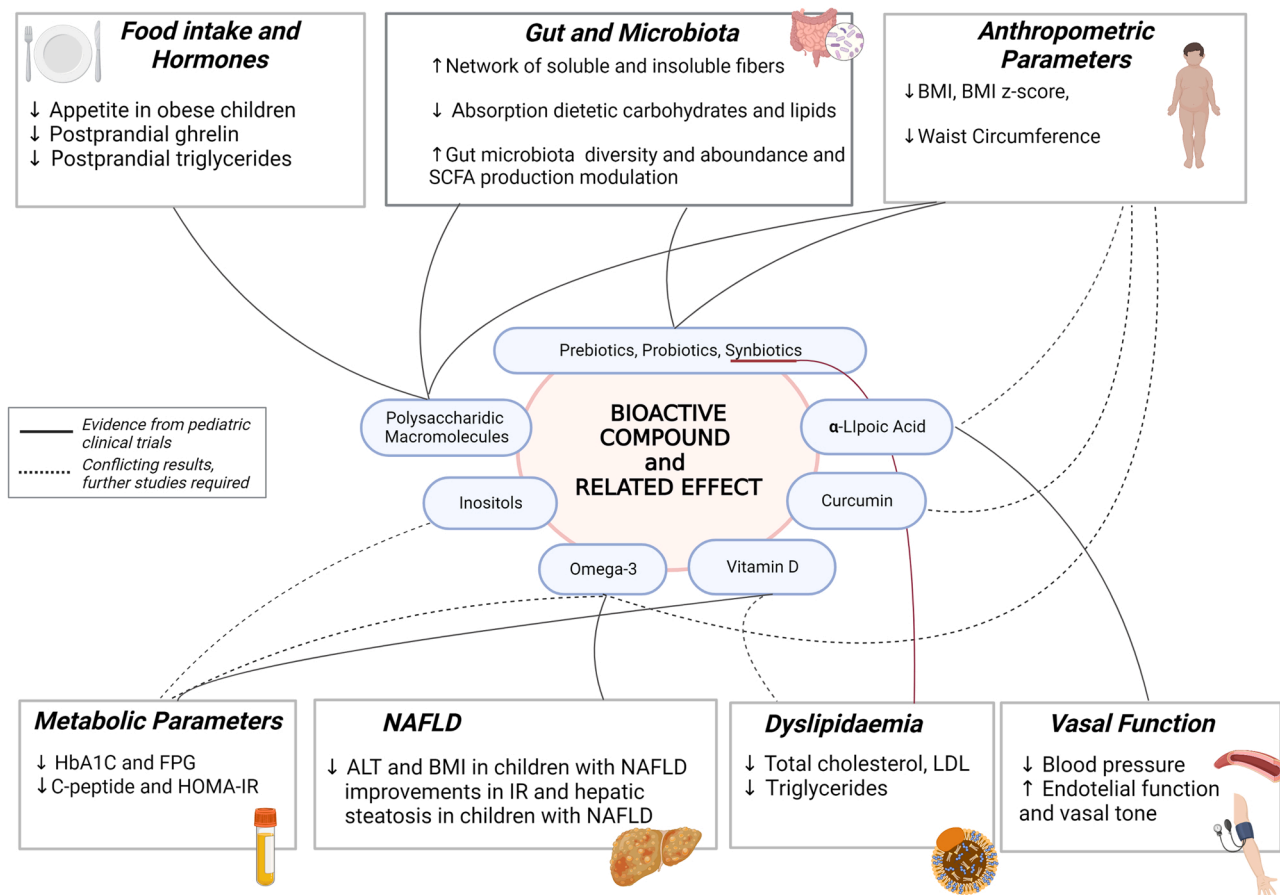 Food intake and
Hormones
↓ Appetite in obese children
↓ Postprandial ghrelin
↓ Postprandial triglycerides
Gut and Microbiota
↑Network of soluble and insoluble fibers
↓ Absorption dietetic carbohydrates and lipids
↑Gut microbiota diversity and aboundance and
SCFA production modulation
Anthropometric
Parameters
↓BMI, BMI z-score,
↓Waist Circumference
Prebiotics, Probiotics, Synbiotics
Polysaccharidic
Macromolecules
α-LIpoic Acid
Inositols
Curcumin
Omega-3
Vitamin D
BIOACTIVE
COMPOUND
and
RELATED EFFECT
Evidence from pediatric
clinical trials
Conflicting results,
further studies required
Metabolic Parameters
↓ HbA1C and FPG
↓C-peptide and HOMA-IR
NAFLD
↓ ALT and BMI in children with NAFLD
improvements in IR and hepatic
steatosis in children with NAFLD
Dyslipidaemia
↓ Total cholesterol, LDL
↓ Triglycerides
Vasal Function
↓ Blood pressure
↑ Endotelial function
and vasal tone